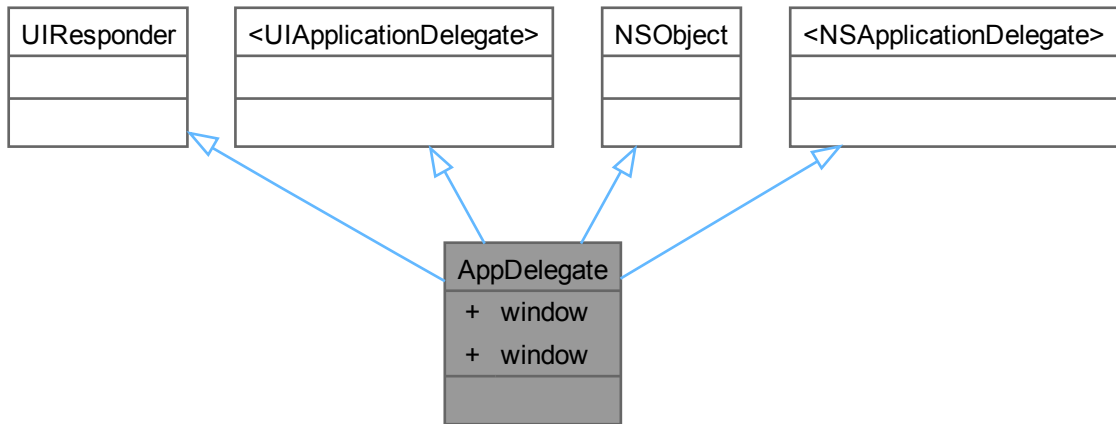 UIResponder
<UIApplicationDelegate>
NSObject
<NSApplicationDelegate>
AppDelegate
+ window
+ window